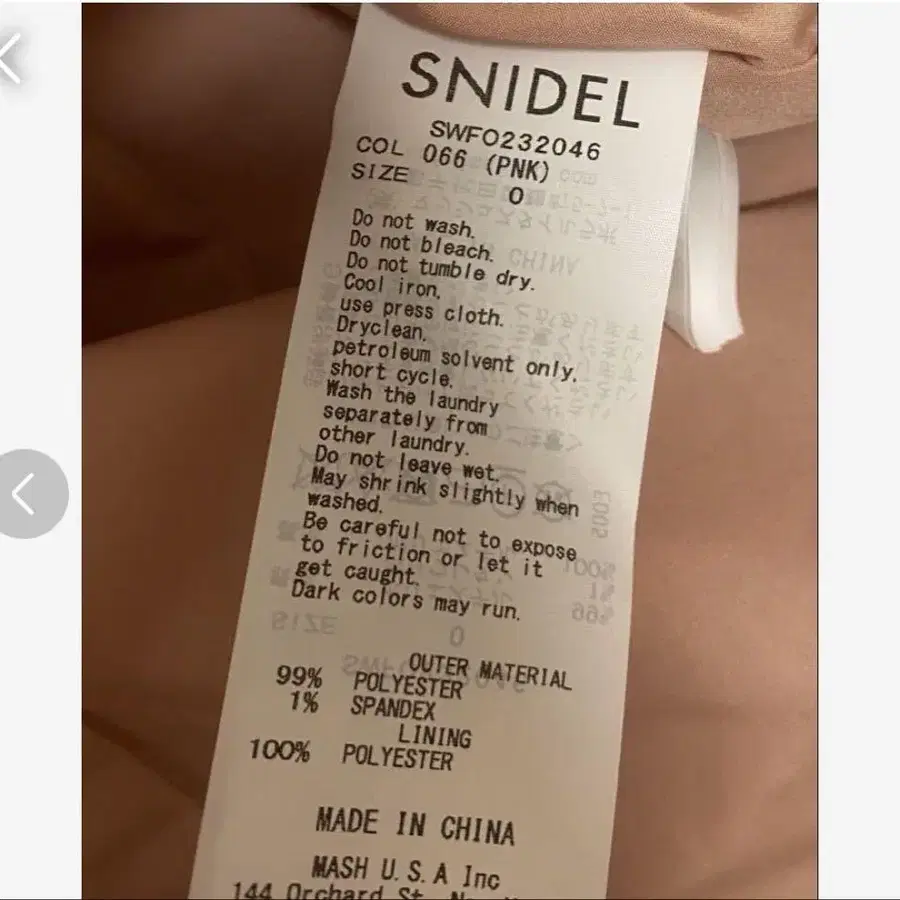 SNIDEL
SWFO232046
COL 066 (PNK)
SIZE 0
Do not wash.
Do not bleach.
Do not tumble dry.
Cool iron,
use press cloth.
Dryclean,
petroleum solvent only,
short cycle.
Wash the laundry
separately from
other laundry.
Do not leave wet.
May shrink slightly when
washed.
Be careful not to expose
to friction or let it
get caught.
Dark colors may run.
OUTER MATERIAL
99% POLYESTER
1% SPANDEX
LINING
100% POLYESTER
MADE IN CHINA
MASH U.S.A Inc
144 Orchard St.